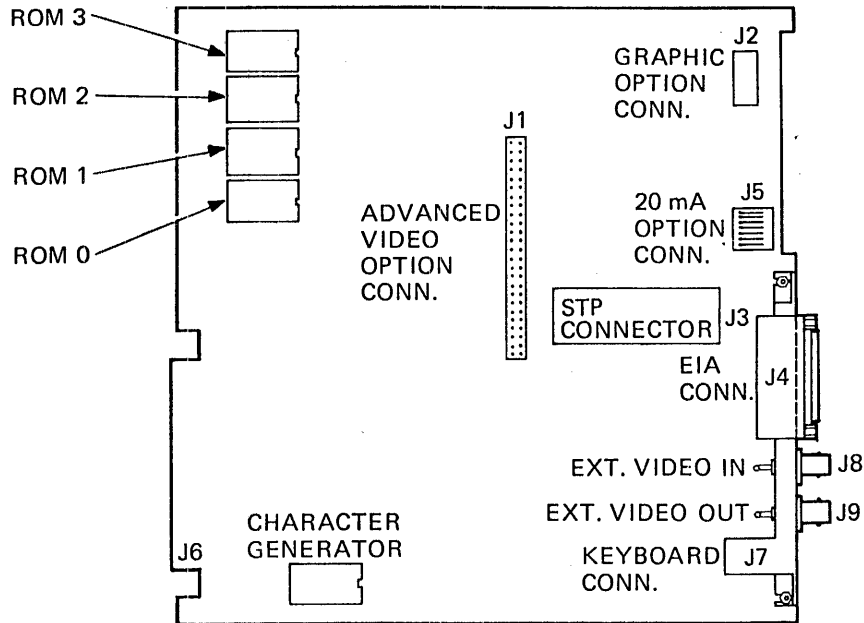 ROM 3
ROM 2
ROM 1
ROM 0
J1
ADVANCED
VIDEO
OPTION
CONN.
J2
GRAPHIC
OPTION
CONN.
J5
20 mA
OPTION
CONN.
STP
CONNECTOR
J3
EIA
CONN.
J4
EXT. VIDEO IN
J8
EXT. VIDEO OUT
J9
KEYBOARD
CONN.
J7
CHARACTER
GENERATOR
J6